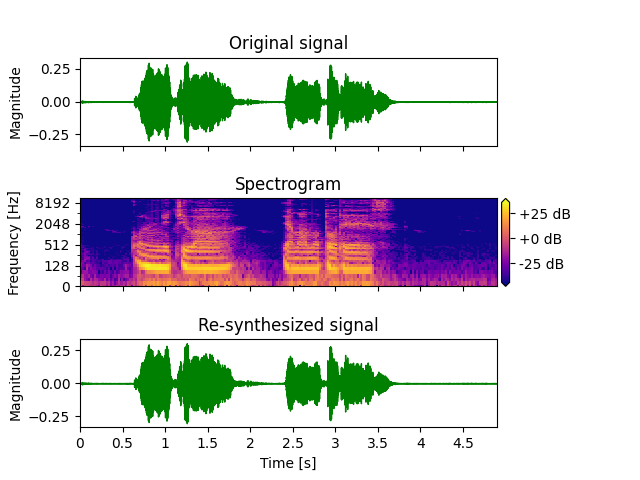 Original signal
0.25
0.00
−0.25
Magnitude
Spectrogram
8192
2048
512
128
0
Frequency [Hz]
+25 dB
+0 dB
-25 dB
Re-synthesized signal
0.25
0.00
−0.25
Magnitude
0 0.5 1 1.5 2 2.5 3 3.5 4 4.5
Time [s]